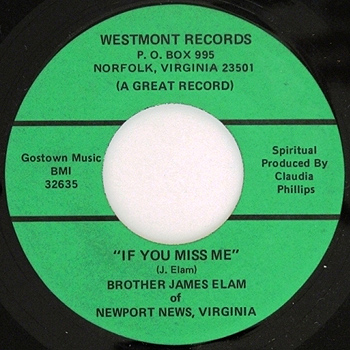 WESTMONT RECORDS
P. O. BOX 995
NORFOLK, VIRGINIA 23501
(A GREAT RECORD)
Gostown Music
BMI
32635
Spiritual
Produced By
Claudia
Phillips
"IF YOU MISS ME"
(J. Elam)
BROTHER JAMES ELAM
of
NEWPORT NEWS, VIRGINIA